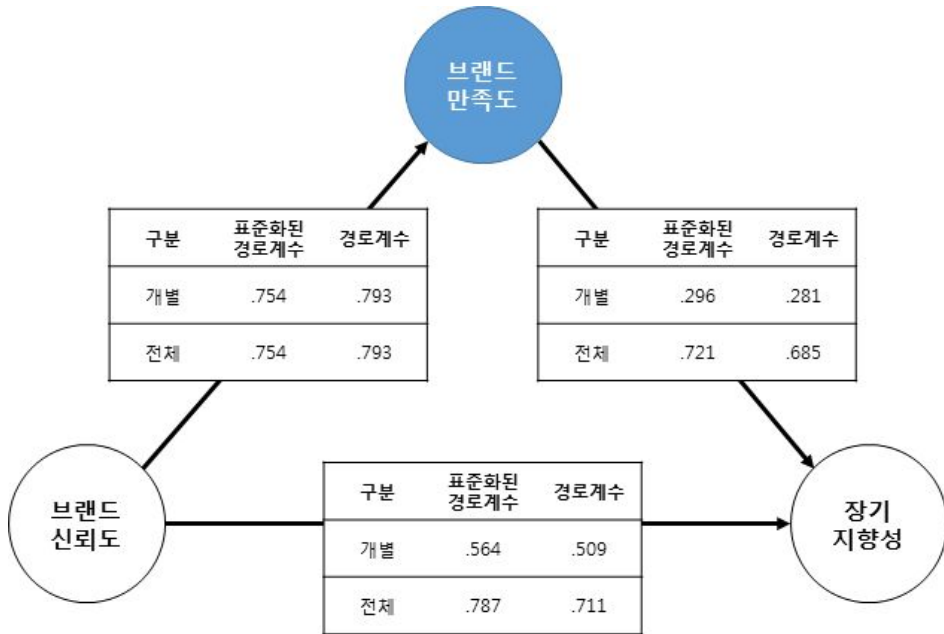 브랜드
만족도
구분 표준화된 경로계수 경로계수
개별 .754 .793
전체 .754 .793
구분 표준화된 경로계수 경로계수
개별 .296 .281
전체 .721 .685
브랜드
신뢰도
구분 표준화된 경로계수 경로계수
개별 .564 .509
전체 .787 .711
장기
지향성